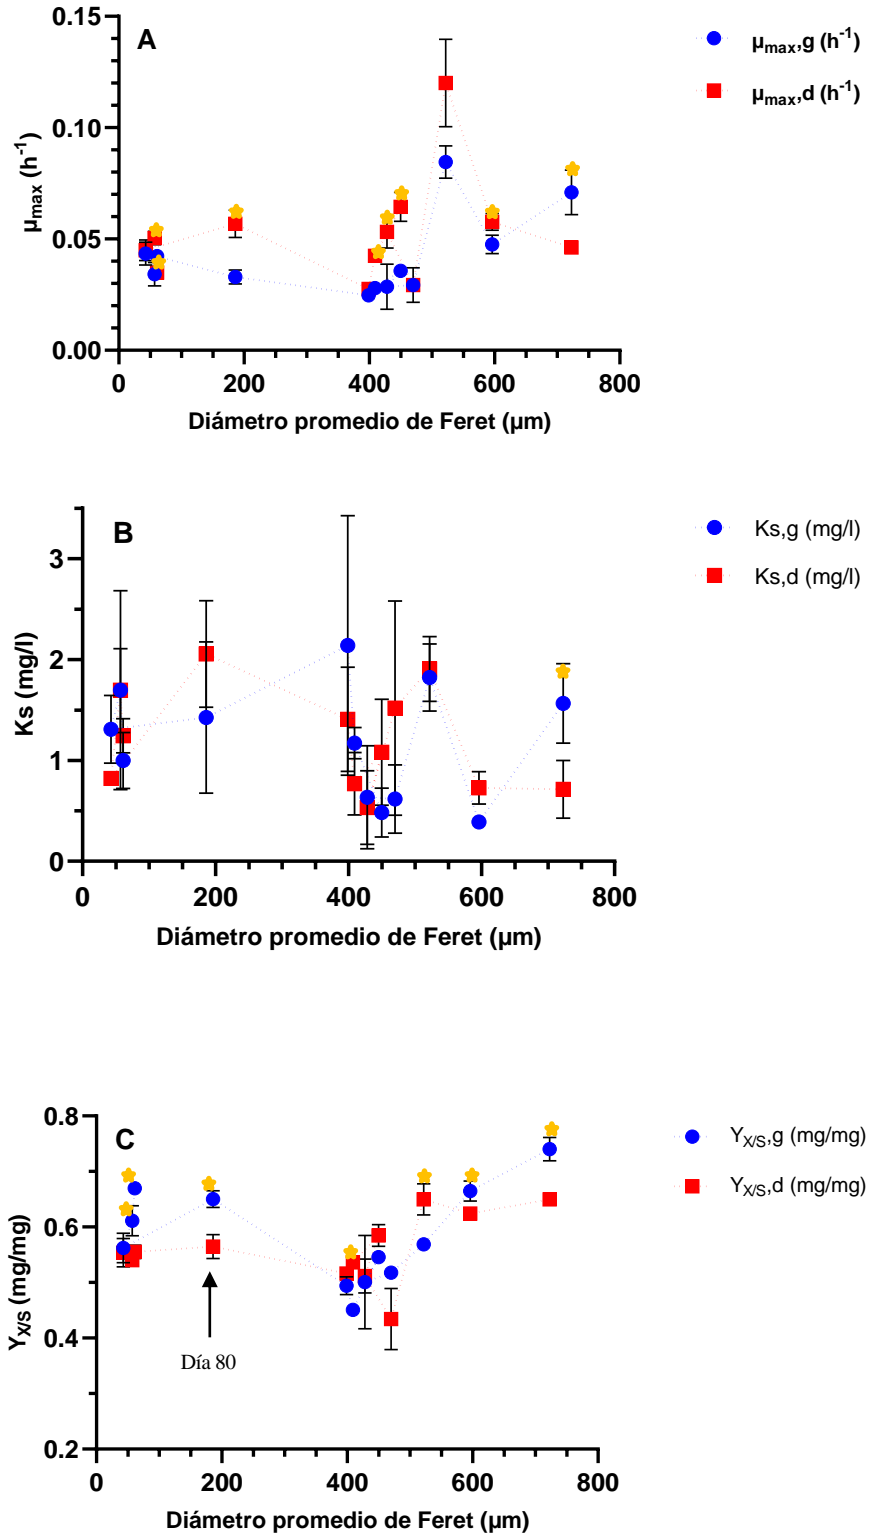 A
μmax,g (h-1)
μmax,d (h-1)
0.15
0.10
0.05
0.00
μmax (h-1)
0 200 400 600 800
Diámetro promedio de Feret (μm)
B
Ks,g (mg/l)
Ks,d (mg/l)
3
2
1
0
Ks (mg/l)
0 200 400 600 800
Diámetro promedio de Feret (μm)
C
YX/S,g (mg/mg)
YX/S,d (mg/mg)
0.8
0.6
0.4
0.2
YX/S (mg/mg)
Día 80
0 200 400 600 800
Diámetro promedio de Feret (μm)